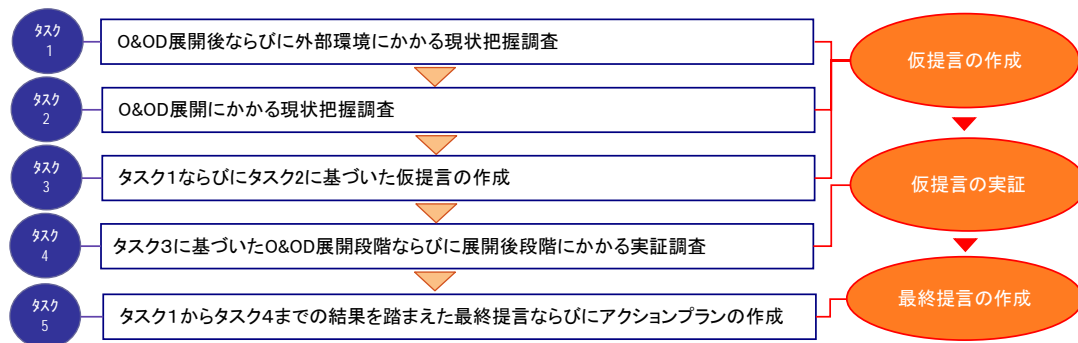 タスク
1
O&OD展開後ならびに外部環境にかかる現状把握調査
タスク
2
O&OD展開にかかる現状把握調査
タスク
3
タスク1ならびにタスク2に基づいた仮提言の作成
タスク
4
タスク3に基づいたO&OD展開段階ならびに展開後段階にかかる実証調査
タスク
5
タスク1からタスク4までの結果を踏まえた最終提言ならびにアクションプランの作成
仮提言の作成
仮提言の実証
最終提言の作成